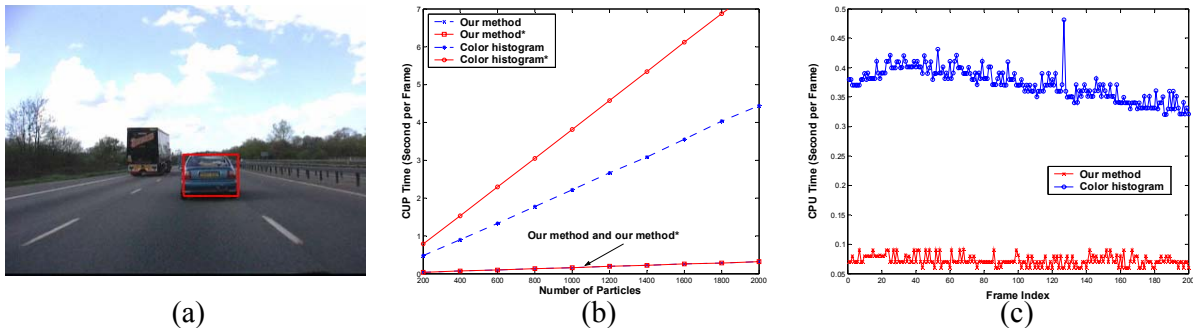 7
6
5
4
3
2
1
0
CUP Time (Second per Frame)
Our method
Our method*
Color histogram
Color histogram*
Our method and our method*
200 400 600 800 1000 1200 1400 1600 1800 2000
Number of Particles
0.5
0.45
0.4
0.35
0.3
0.25
0.2
0.15
0.1
0.05
CPU Time (Second per Frame)
Our method
Color histogram
0 20 40 60 80 100 120 140 160 180 200
Frame Index
(a) (b) (c)